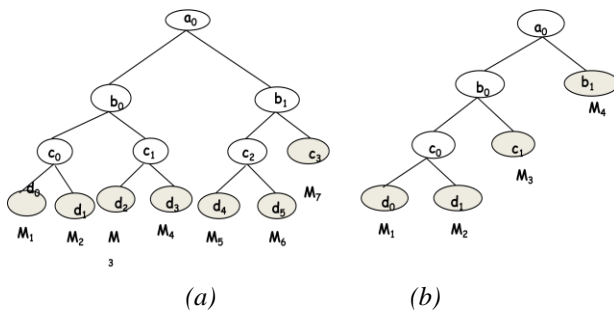 a₀ a₀
b₀ b₁ b₀ b₁
M₄
c₀ c₁ c₂ c₃ c₀ c₁
M₇ M₃
d₀ d₁ d₂ d₃ d₄ d₅ d₀ d₁
M₁ M₂ M M₄ M₅ M₆ M₁ M₂
3
(a) (b)